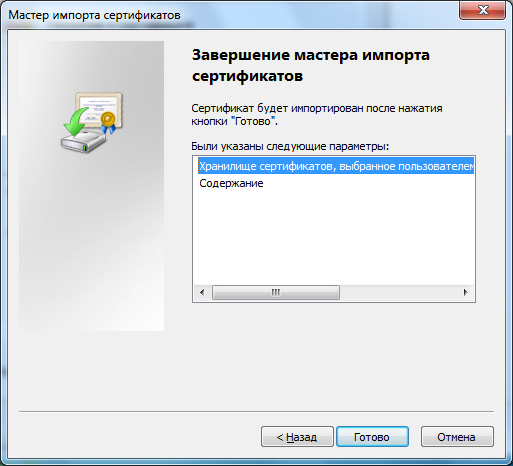 Мастер импорта сертификатов
Завершение мастера импорта
сертификатов
Сертификат будет импортирован после нажатия
кнопки "Готово".
Были указаны следующие параметры:
Хранилище сертификатов, выбранное пользователем
Содержание
< Назад
Готово
Отмена